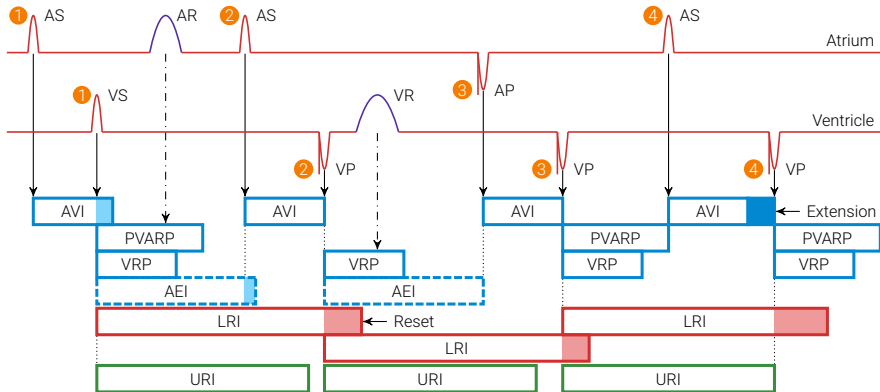 1 AS AR 2 AS 4 AS
Atrium
3 AP
1 VS VR
Ventricle
2 VP 3 VP 4 VP
AVI AVI AVI AVI Extension
PVARP PVARP PVARP
VRP VRP VRP VRP
AEI AEI
LRI Reset LRI
LRI
URI URI URI